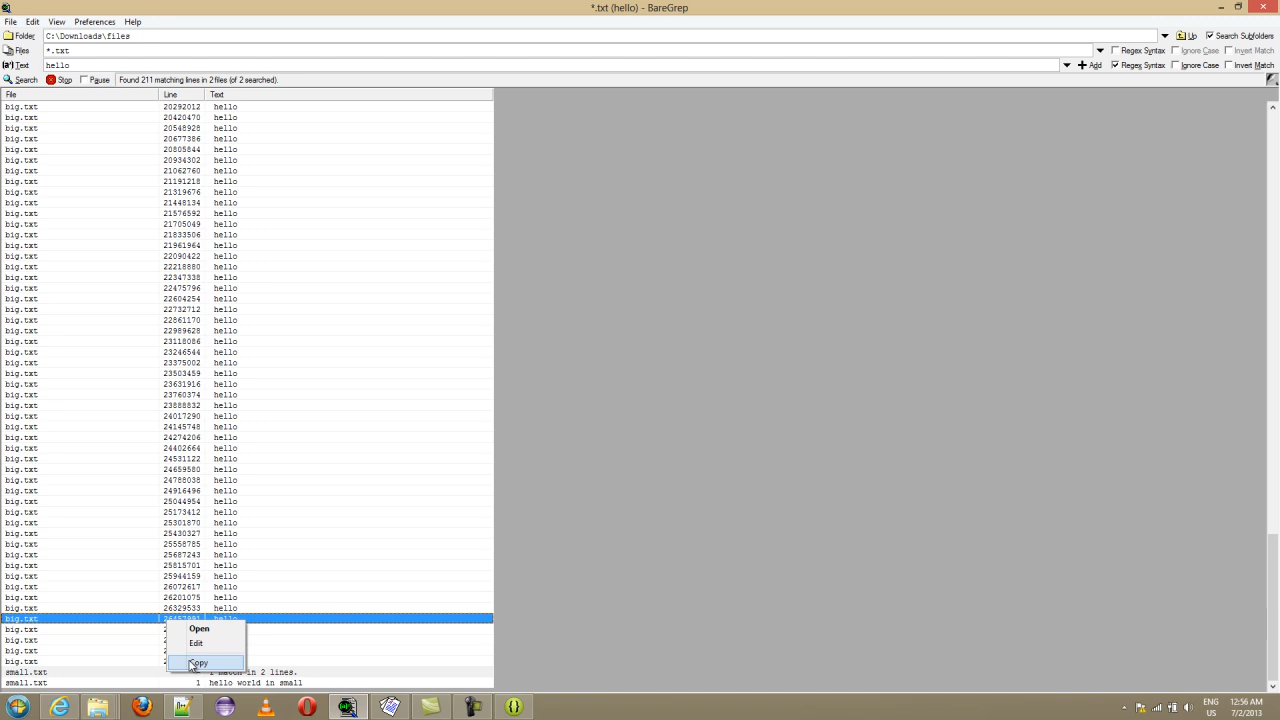 *.txt (hello) - BareGrep
File Edit View Preferences Help
Folder C:\Downloads\files Up Search Subfolders
Files *.txt Regex Syntax Ignore Case Invert Match
Text hello Add Regex Syntax Ignore Case Invert Match
Search Stop Pause Found 211 matching lines in 2 files (of 2 searched).
File Line Text
big.txt 20292012 hello
big.txt 20420470 hello
big.txt 20548928 hello
big.txt 20677386 hello
big.txt 20805844 hello
big.txt 20934302 hello
big.txt 21062760 hello
big.txt 21191218 hello
big.txt 21319676 hello
big.txt 21448134 hello
big.txt 21576592 hello
big.txt 21705049 hello
big.txt 21833506 hello
big.txt 21961964 hello
big.txt 22090422 hello
big.txt 22218880 hello
big.txt 22347338 hello
big.txt 22475796 hello
big.txt 22604254 hello
big.txt 22732712 hello
big.txt 22861170 hello
big.txt 22989628 hello
big.txt 23118086 hello
big.txt 23246544 hello
big.txt 23375002 hello
big.txt 23503459 hello
big.txt 23631916 hello
big.txt 23760374 hello
big.txt 23888832 hello
big.txt 24017290 hello
big.txt 24145748 hello
big.txt 24274206 hello
big.txt 24402664 hello
big.txt 24531122 hello
big.txt 24659580 hello
big.txt 24788038 hello
big.txt 24916496 hello
big.txt 25044954 hello
big.txt 25173412 hello
big.txt 25301870 hello
big.txt 25430327 hello
big.txt 25558785 hello
big.txt 25687243 hello
big.txt 25815701 hello
big.txt 25944159 hello
big.txt 26072617 hello
big.txt 26201075 hello
big.txt 26329533 hello
big.txt 26457991 hello
big.txt
big.txt
big.txt
big.txt
Open
Edit
Copy
small.txt 1 match in 2 lines.
small.txt 1 hello world in small
ENG 12:56 AM
US 7/2/2013